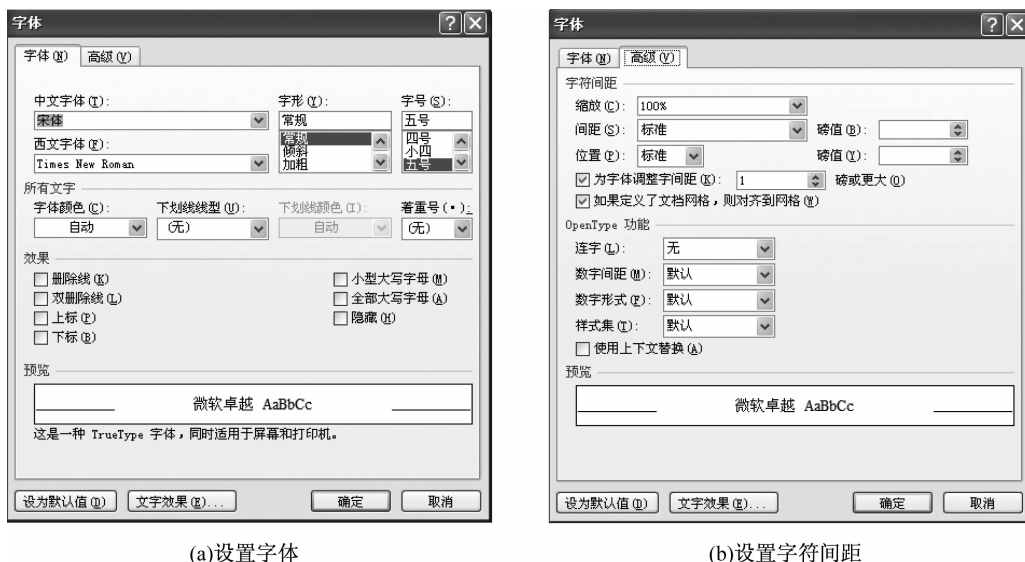 字体
字体(N) 高级(V)
中文字体(T): 字形(Y): 字号(S):
宋体 常规 五号
常规 四号
西文字体(F): 倾斜 小四
Times New Roman 加粗 五号
所有文字
字体颜色(C): 下划线线型(U): 下划线颜色(I): 着重号(·):
自动 (无) 自动 (无)
效果
删除线(K) 小型大写字母(M)
双删除线(L) 全部大写字母(A)
上标(P) 隐藏(H)
下标(B)
预览
微软卓越 AaBbCc
这是一种 TrueType 字体,同时适用于屏幕和打印机。
设为默认值(D) 文字效果(E)... 确定 取消
(a)设置字体
字体
字体(N) 高级(V)
字符间距
缩放(C): 100%
间距(S): 标准 磅值(B):
位置(P): 标准 磅值(Y):
为字体调整字间距(K): 1 磅或更大(O)
如果定义了文档网格,则对齐到网格(W)
OpenType 功能
连字(L): 无
数字间距(M): 默认
数字形式(F): 默认
样式集(T): 默认
使用上下文替换(A)
预览
微软卓越 AaBbCc
设为默认值(D) 文字效果(E)... 确定 取消
(b)设置字符间距